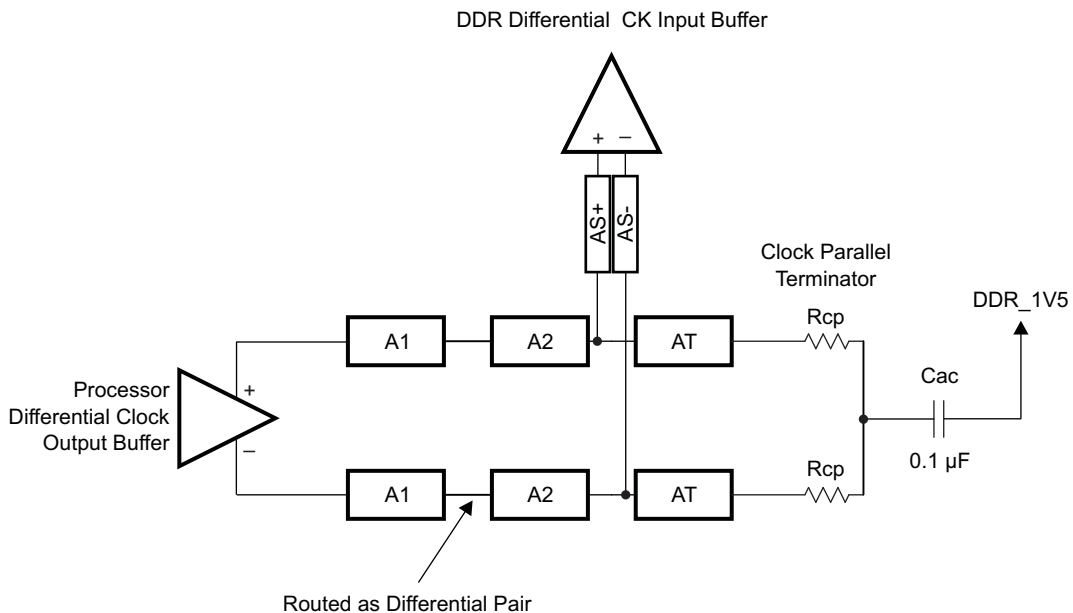 DDR Differential CK Input Buffer
+ −
AS+
AS-
Clock Parallel
Terminator
DDR_1V5
A1
A2
AT
Rcp
Processor
Differential Clock
Output Buffer
+
−
Cac
0.1 µF
A1
A2
AT
Rcp
Routed as Differential Pair